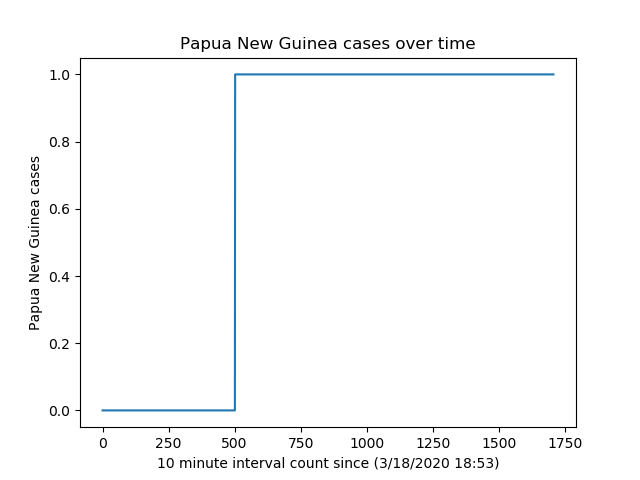 Papua New Guinea cases over time
1.0
0.8
0.6
0.4
0.2
0.0
Papua New Guinea cases
0 250 500 750 1000 1250 1500 1750
10 minute interval count since (3/18/2020 18:53)